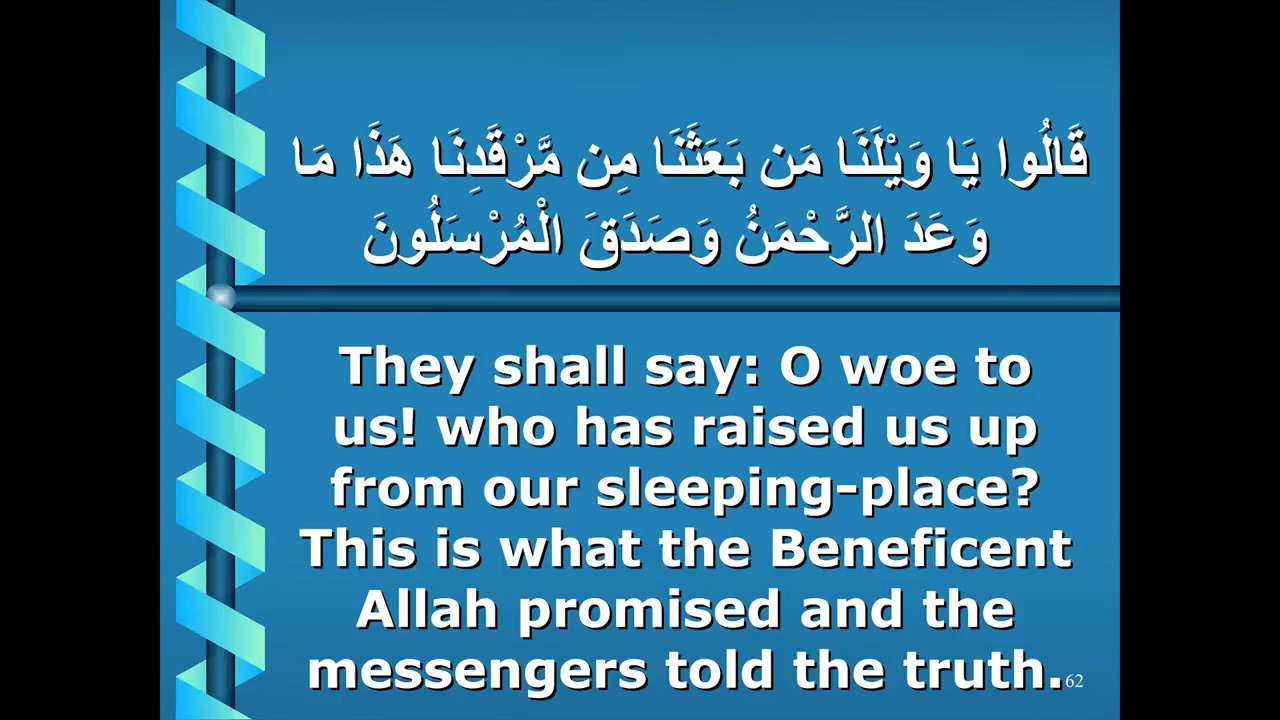 قَالُوا يَا وَيْلَنَا مَن بَعَثَنَا مِن مَّرْقَدِنَا هَذَا مَا
وَعَدَ الرَّحْمَنُ وَصَدَقَ الْمُرْسَلُونَ
They shall say: O woe to
us! who has raised us up
from our sleeping-place?
This is what the Beneficent
Allah promised and the
messengers told the truth.
62